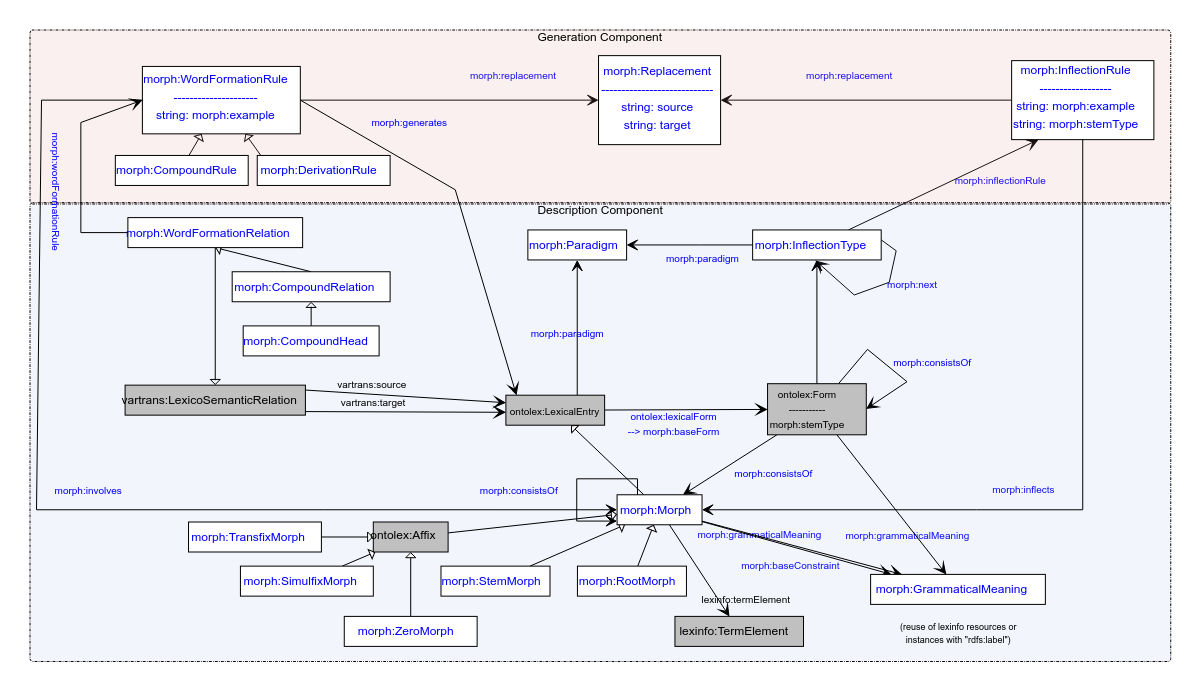 Generation Component
morph:WordFormationRule
---------------------
string: morph:example
morph:replacement
morph:Replacement
----------------------------
string: source
string: target
morph:replacement
morph:InflectionRule
------------------
string: morph:example
string: morph:stemType
morph:generates
morph:CompoundRule
morph:DerivationRule
morph:wordFormationRule
morph:inflectionRule
Description Component
morph:WordFormationRelation
morph:Paradigm
morph:paradigm
morph:InflectionType
morph:next
morph:CompoundRelation
morph:CompoundHead
morph:paradigm
morph:consistsOf
vartrans:LexicoSemanticRelation
vartrans:source
vartrans:target
ontolex:LexicalEntry
ontolex:lexicalForm
--> morph:baseForm
ontolex:Form
-----------
morph:stemType
morph:consistsOf
morph:involves
morph:consistsOf
morph:Morph
morph:inflects
morph:TransfixMorph
ontolex:Affix
morph:grammaticalMeaning
morph:grammaticalMeaning
morph:baseConstraint
morph:SimulfixMorph
morph:StemMorph
morph:RootMorph
morph:GrammaticalMeaning
lexinfo:termElement
morph:ZeroMorph
lexinfo:TermElement
(reuse of lexinfo resources or
instances with "rdfs:label")